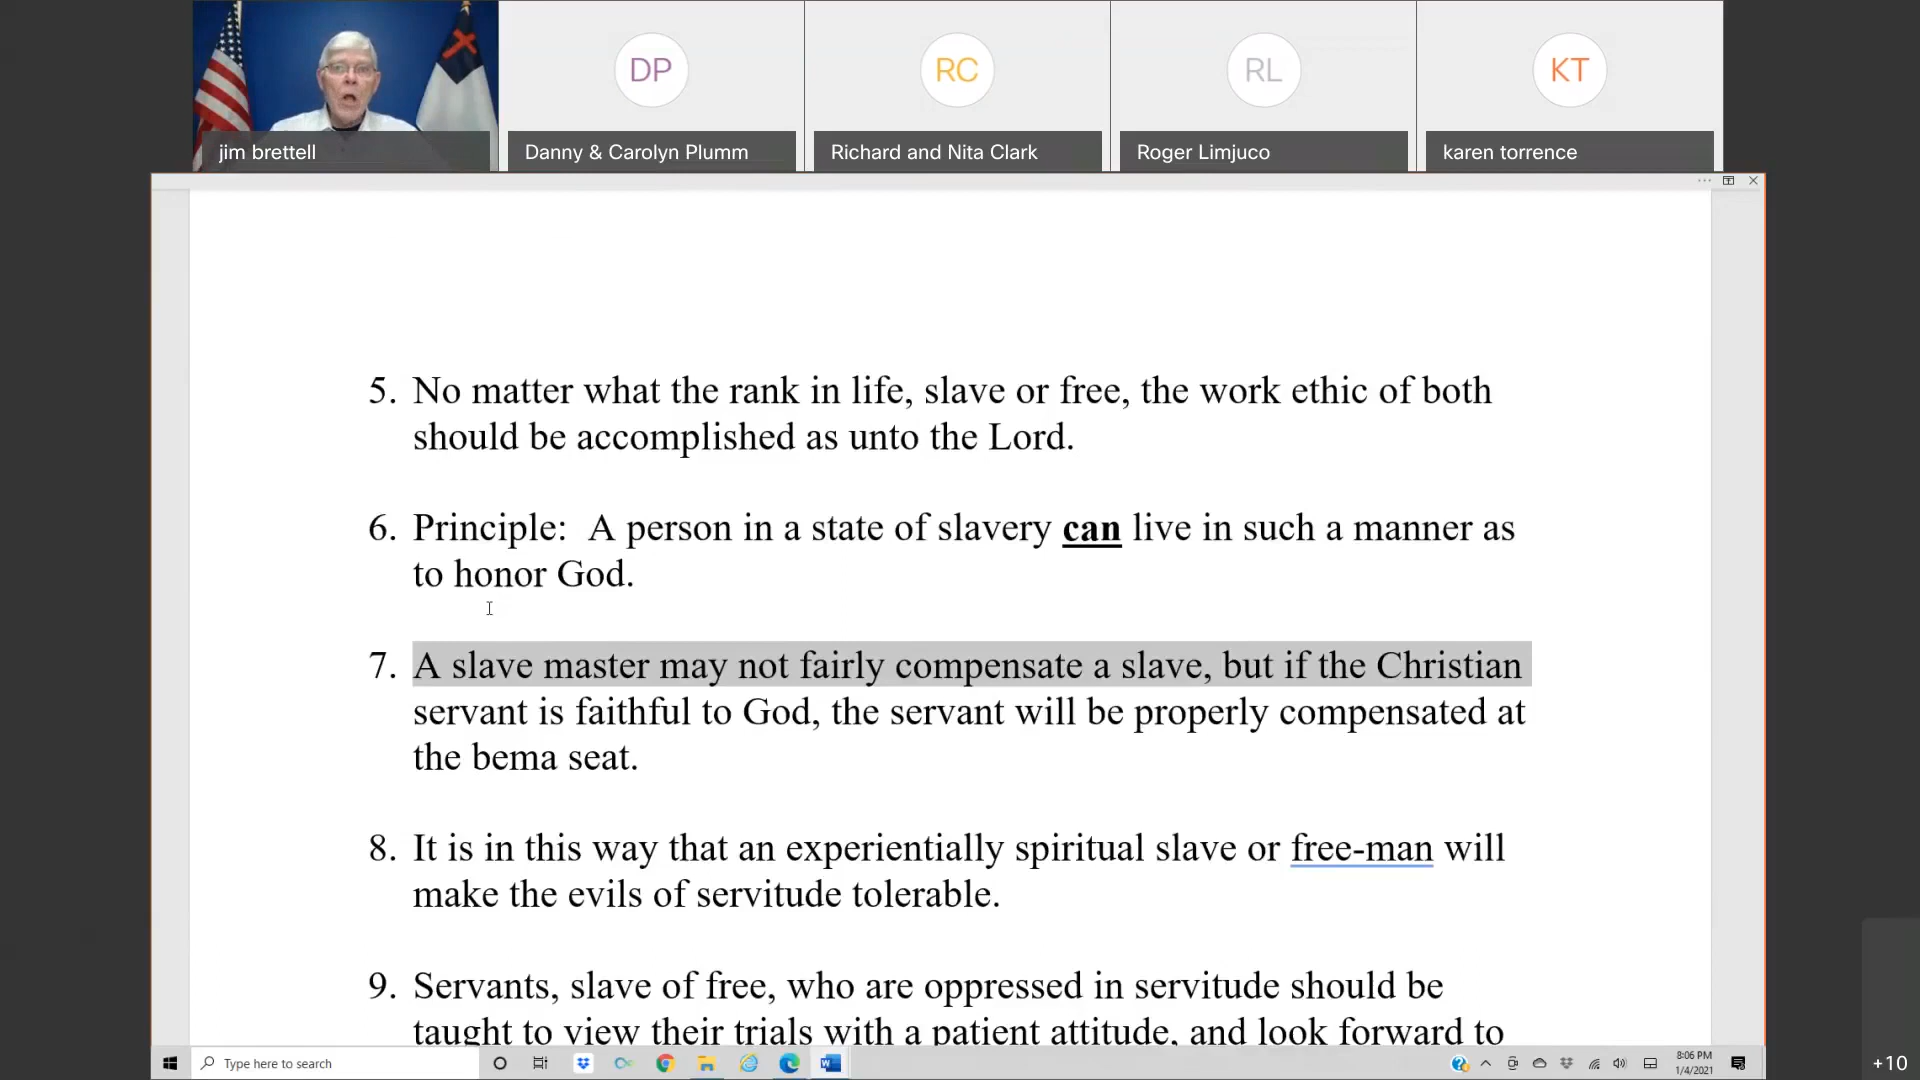 DP
RC
RL
KT
jim brettell
Danny & Carolyn Plumm
Richard and Nita Clark
Roger Limjuco
karen torrence
5. No matter what the rank in life, slave or free, the work ethic of both
should be accomplished as unto the Lord.
6. Principle: A person in a state of slavery can live in such a manner as
to honor God.
7. A slave master may not fairly compensate a slave, but if the Christian
servant is faithful to God, the servant will be properly compensated at
the bema seat.
8. It is in this way that an experientially spiritual slave or free-man will
make the evils of servitude tolerable.
9. Servants, slave of free, who are oppressed in servitude should be
taught to view their trials with a patient attitude, and look forward to
Type here to search
8:06 PM
1/4/2021
+10